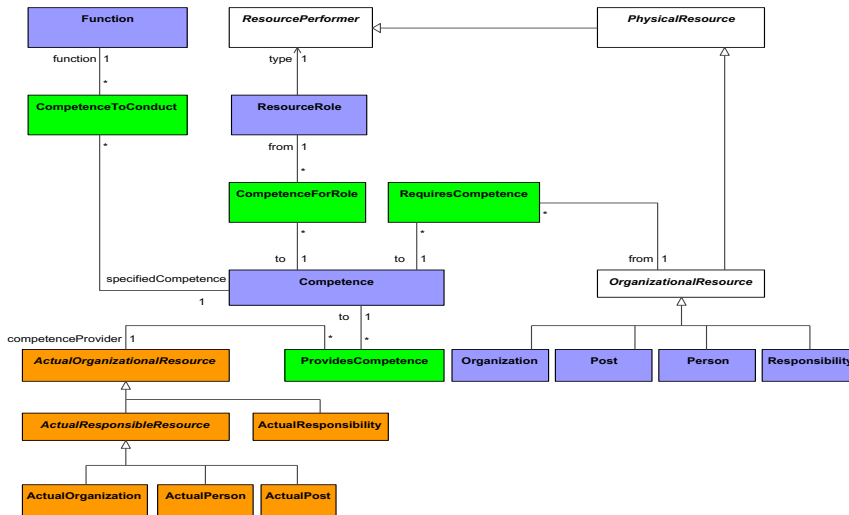 Function
ResourcePerformer
PhysicalResource
function 1
type 1
*
CompetenceToConduct
ResourceRole
*
from 1
*
CompetenceForRole
RequiresCompetence
*
*
*
to 1
to 1
from 1
specifiedCompetence
1
Competence
OrganizationalResource
to 1
competenceProvider 1
*
*
ActualOrganizationalResource
ProvidesCompetence
Organization
Post
Person
Responsibility
ActualResponsibleResource
ActualResponsibility
ActualOrganization
ActualPerson
ActualPost